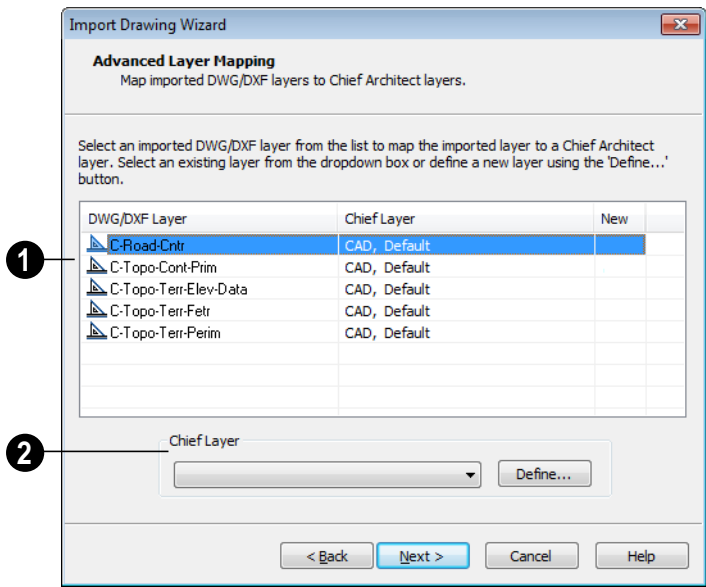 Import Drawing Wizard
Advanced Layer Mapping
Map imported DWG/DXF layers to Chief Architect layers.
Select an imported DWG/DXF layer from the list to map the imported layer to a Chief Architect
layer. Select an existing layer from the dropdown box or define a new layer using the 'Define...'
button.
DWG/DXF Layer Chief Layer New
1 C-Road-Cntr CAD, Default
C-Topo-Cont-Prim CAD, Default
C-Topo-Terr-Elev-Data CAD, Default
C-Topo-Terr-Fetr CAD, Default
C-Topo-Terr-Perim CAD, Default
2 Chief Layer
Define...
< Back Next > Cancel Help